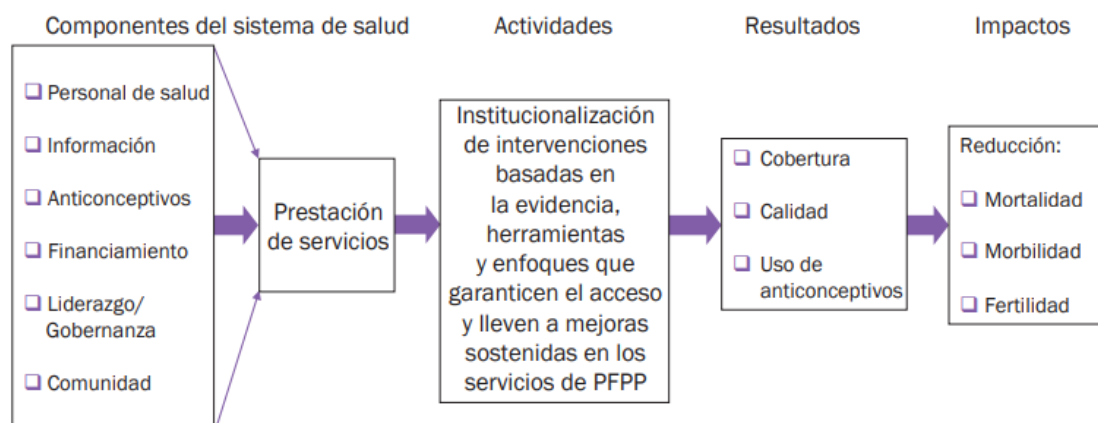 Componentes del sistema de salud
Actividades
Resultados
Impactos
Personal de salud
Información
Anticonceptivos
Financiamiento
Liderazgo/
Gobernanza
Comunidad
Prestación
de servicios
Institucionalización
de intervenciones
basadas en
la evidencia,
herramientas
y enfoques que
garanticen el acceso
y lleven a mejoras
sostenidas en los
servicios de PFPP
Cobertura
Calidad
Uso de
anticonceptivos
Reducción:
Mortalidad
Morbilidad
Fertilidad